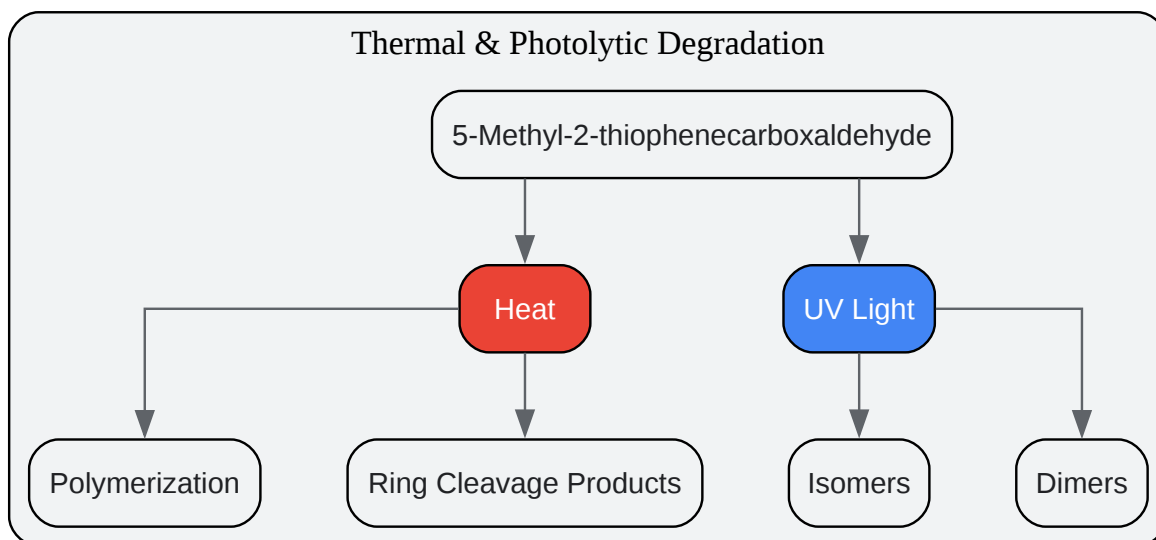 Thermal & Photolytic Degradation
5-Methyl-2-thiophenecarboxaldehyde
Heat
UV Light
Polymerization
Ring Cleavage Products
Isomers
Dimers